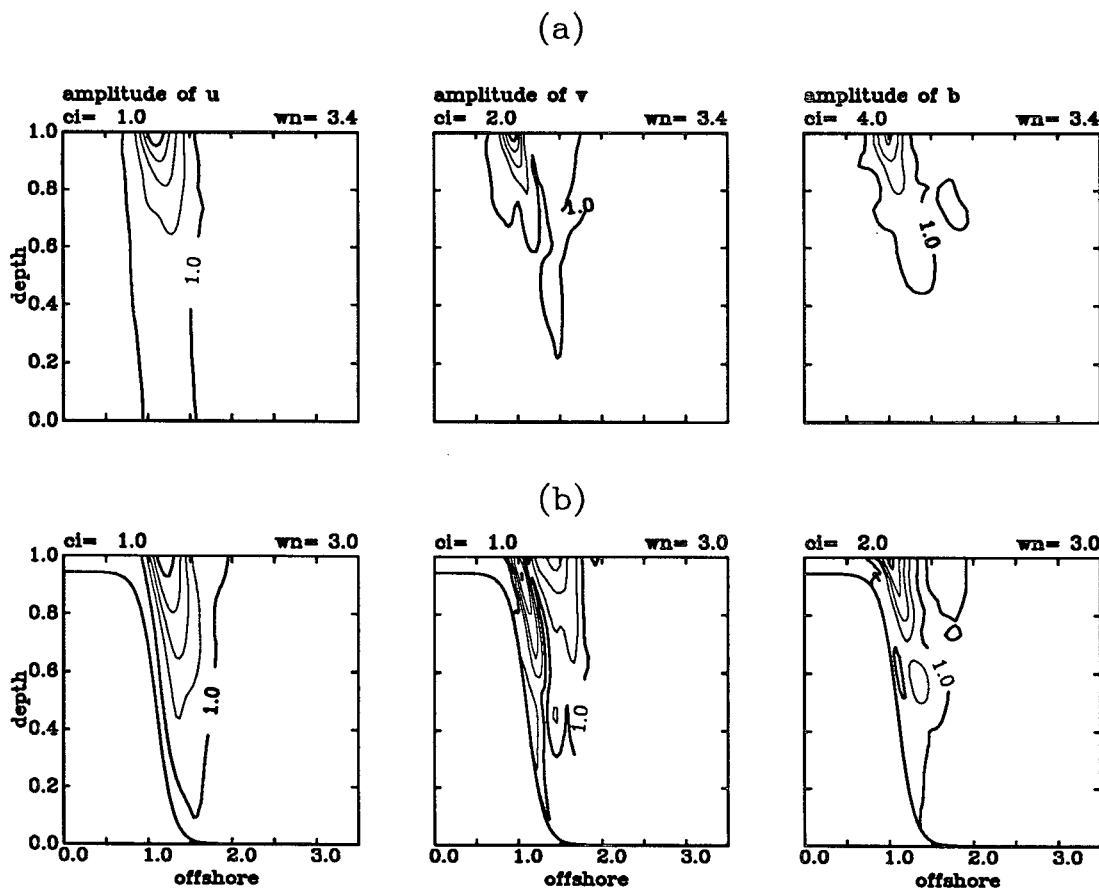 (a)
amplitude of u
ci= 1.0 wn= 3.4
amplitude of v
ci= 2.0 wn= 3.4
amplitude of b
ci= 4.0 wn= 3.4
1.0
0.8
0.6
0.4
0.2
0.0
depth
1.0
1.0
1.0
(b)
ci= 1.0 wn= 3.0
ci= 1.0 wn= 3.0
ci= 2.0 wn= 3.0
1.0
0.8
0.6
0.4
0.2
0.0
depth
1.0
1.0
1.0
0.0 1.0 2.0 3.0
offshore
0.0 1.0 2.0 3.0
offshore
0.0 1.0 2.0 3.0
offshore